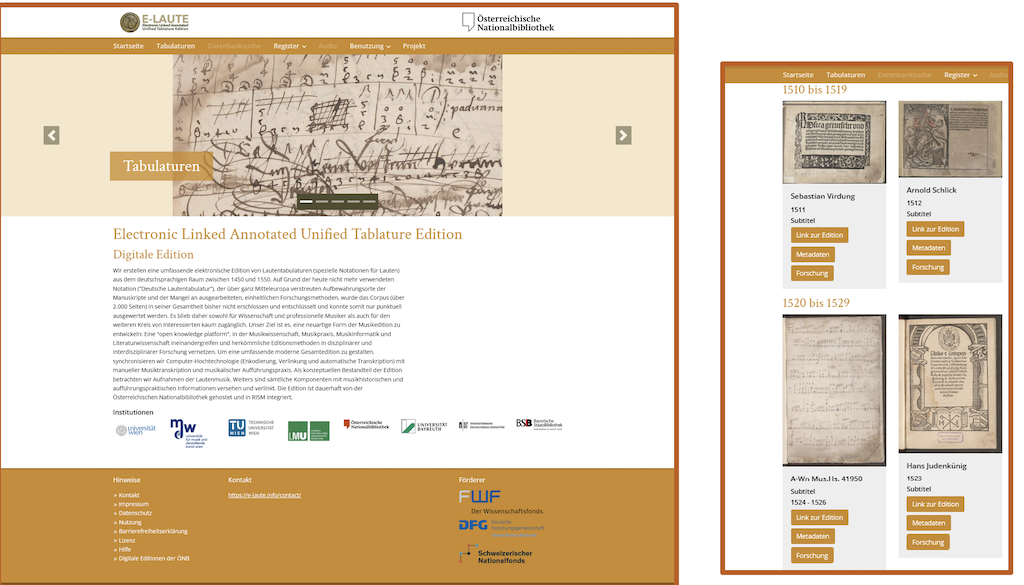 E-LAUTE
Electronic Linked Annotated
Unified Tablature Edition
Österreichische
Nationalbibliothek
Startseite Tabulaturen Datenbanksuche Register Audio Benutzung Projekt
Tabulaturen
Electronic Linked Annotated Unified Tablature Edition
Digitale Edition
Wir erstellen eine umfassende elektronische Edition von Lautentabulaturen (spezielle Notationen für Lauten)
aus dem deutschsprachigen Raum zwischen 1450 und 1550. Auf Grund der heute nicht mehr verwendeten
Notation ("Deutsche Lautentabulatur"), der über ganz Mitteleuropa verstreuten Aufbewahrungsorte der
Manuskripte und der Mangel an ausgearbeiteten, einheitlichen Forschungsmethoden, wurde das Corpus (über
2.000 Seiten) in seiner Gesamtheit bisher nicht erschlossen und entschlüsselt und konnte somit nur punktuell
ausgewertet werden. Es blieb daher sowohl für Wissenschaft und professionelle Musiker als auch für den
weiteren Kreis von Interessierten kaum zugänglich. Unser Ziel ist es, eine neuartige Form der Musikedition zu
entwickeln: Eine "open knowledge platform", in der Musikwissenschaft, Musikpraxis, Musikinformatik und
Literaturwissenschaft ineinandergreifen und herkömmliche Editionsmethoden in disziplinärer und
interdisziplinärer Forschung vernetzen. Um eine umfassende moderne Gesamtedition zu gestalten,
synchronisieren wir Computer-Hochtechnologie (Enkodierung, Verlinkung und automatische Transkription) mit
manueller Musiktranskription und musikalischer Aufführungspraxis. Als konzeptuellen Bestandteil der Edition
betrachten wir Aufnahmen der Lautenmusik. Weiters sind sämtliche Komponenten mit musikhistorischen und
aufführungspraktischen Informationen versehen und verlinkt. Die Edition ist dauerhaft von der
Österreichischen Nationalbibliothek gehostet und in RISM integriert.
Institutionen
universität
wien
mdw
universität
für musik und
darstellende
kunst wien
TU
WIEN
TECHNISCHE
UNIVERSITÄT
WIEN
LMU
Österreichische
Nationalbibliothek
UNIVERSITÄT
BAYREUTH
BSB Bayerische
StaatsBibliothek
Hinweise
» Kontakt
» Impressum
» Datenschutz
» Nutzung
» Barrierefreiheitserklärung
» Lizenz
» Hilfe
» Digitale Editionen der ÖNB
Kontakt
https://e-laute.info/contact/
Förderer
FWF
Der Wissenschaftsfonds.
DFG Deutsche
Forschungsgemeinschaft
Schweizerischer
Nationalfonds
Startseite Tabulaturen Datenbanksuche Register Audio
1510 bis 1519
Sebastian Virdung
1511
Subtitel
Link zur Edition
Metadaten
Forschung
Arnold Schlick
1512
Subtitel
Link zur Edition
Metadaten
Forschung
1520 bis 1529
A-Wn Mus.Hs. 41950
Subtitel
1524 - 1526
Link zur Edition
Metadaten
Forschung
Hans Judenkünig
1523
Subtitel
Link zur Edition
Metadaten
Forschung